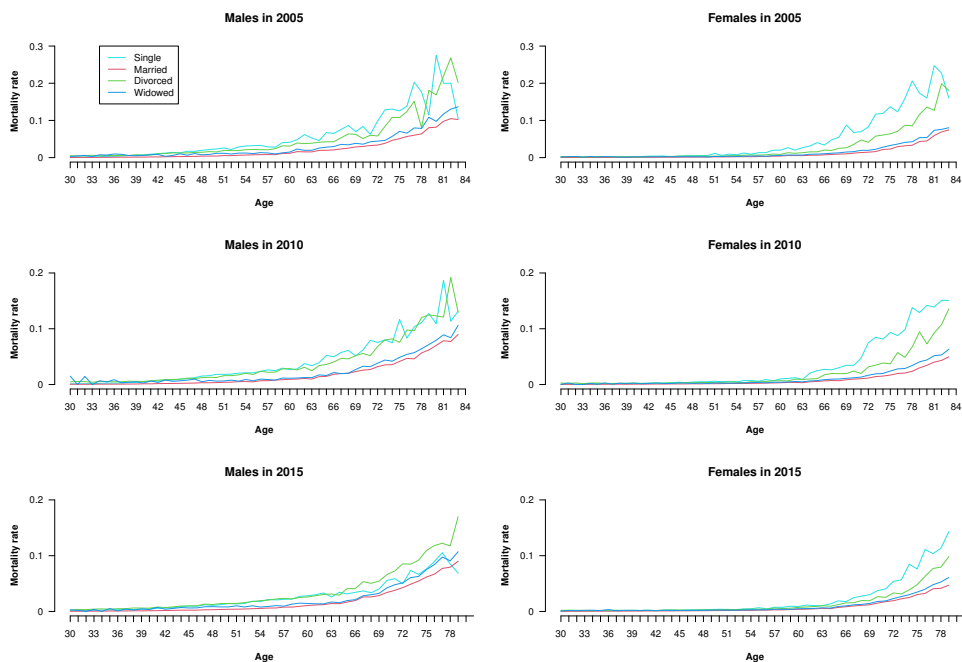 Males in 2005
Mortality rate
0.3
0.2
0.1
0
Single
Married
Divorced
Widowed
30 33 36 39 42 45 48 51 54 57 60 63 66 69 72 75 78 81 84
Age
Females in 2005
Mortality rate
0.3
0.2
0.1
0
30 33 36 39 42 45 48 51 54 57 60 63 66 69 72 75 78 81 84
Age
Males in 2010
Mortality rate
0.2
0.1
0
30 33 36 39 42 45 48 51 54 57 60 63 66 69 72 75 78 81 84
Age
Females in 2010
Mortality rate
0.2
0.1
0
30 33 36 39 42 45 48 51 54 57 60 63 66 69 72 75 78 81 84
Age
Males in 2015
Mortality rate
0.2
0.1
0
30 33 36 39 42 45 48 51 54 57 60 63 66 69 72 75 78
Age
Females in 2015
Mortality rate
0.2
0.1
0
30 33 36 39 42 45 48 51 54 57 60 63 66 69 72 75 78
Age